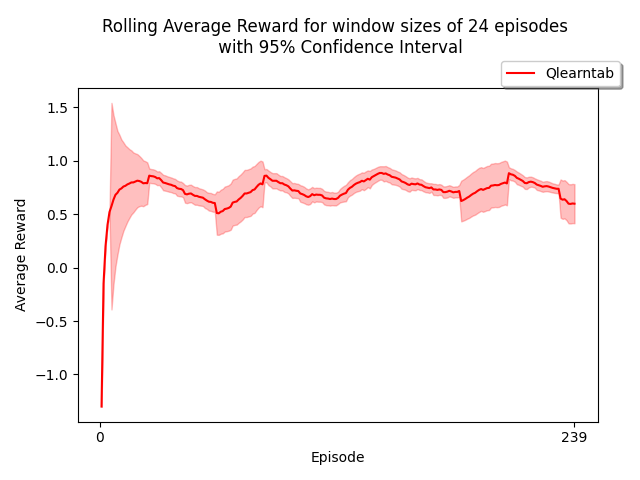 Rolling Average Reward for window sizes of 24 episodes
with 95% Confidence Interval
Qlearntab
1.5
1.0
0.5
0.0
−0.5
−1.0
Average Reward
0
239
Episode